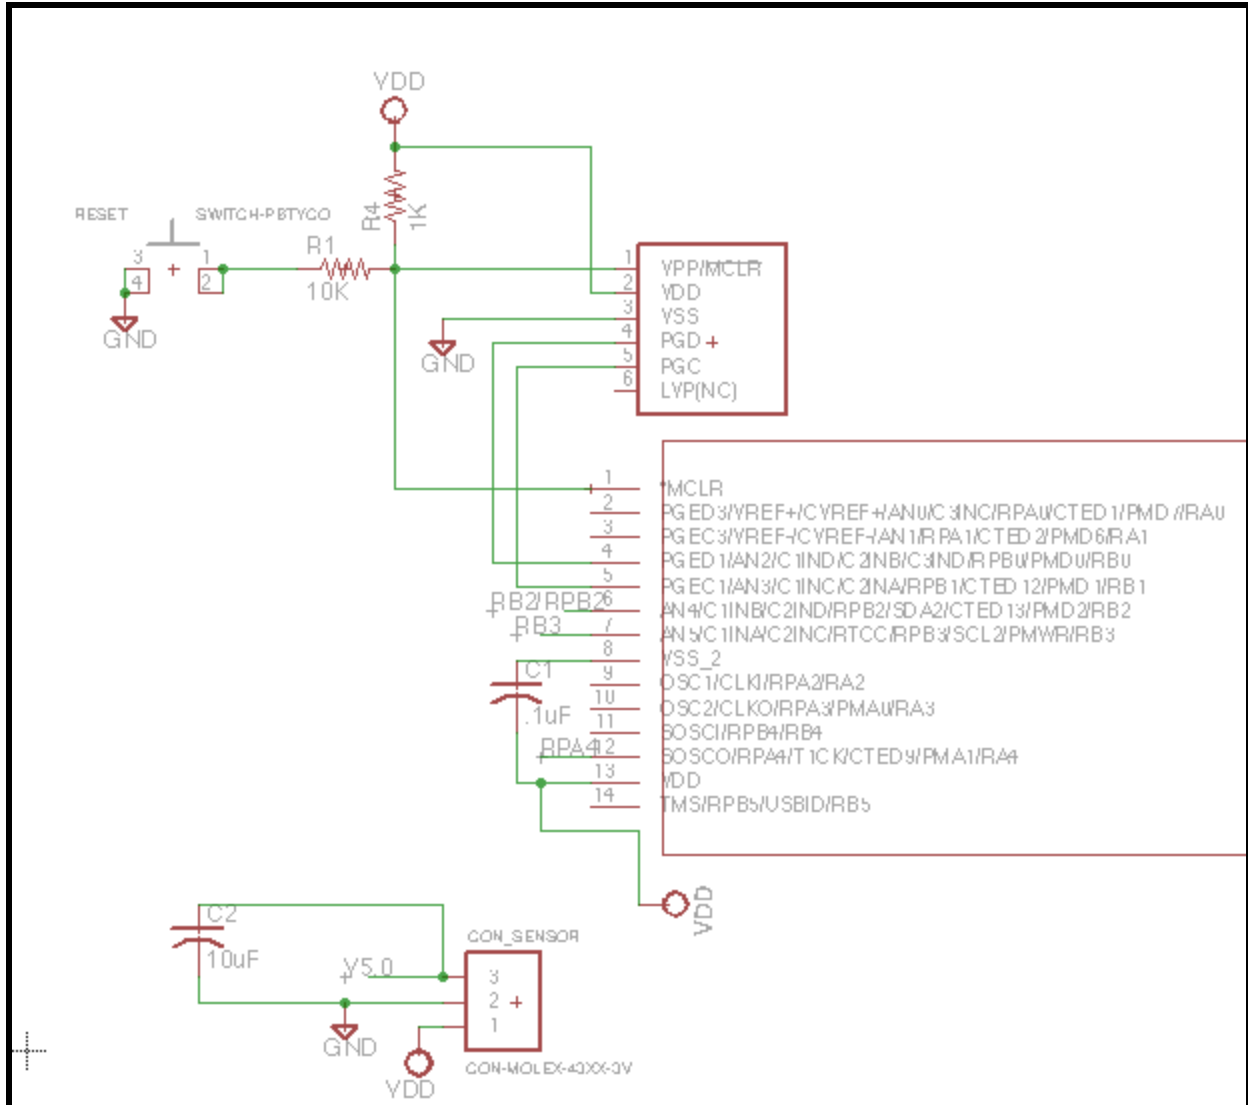 VDD
RESET
SWITCH-PBTYCO
R4
1K
R1
10K
3
4
1
2
GND
GND
1 VPP/MCLR
2 VDD
3 VSS
4 PGD
5 PGC
6 LVP(NC)
1 *MCLR
2 PGED3/VREF+/CVREF+/AN0/C3INC/RPA0/CTED1/PMD7/RA0
3 PGEC3/VREF-/CVREF-/AN1/RPA1/CTED2/PMD6/RA1
4 PGED1/AN2/C1IND/C2INB/C3IND/RPB0/PMD0/RB0
5 PGEC1/AN3/C1INC/C2INA/RPB1/CTED12/PMD1/RB1
RB2/RPB2 6 AN4/C1INB/C2IND/RPB2/SDA2/CTED13/PMD2/RB2
RB3 7 AN5/C1INA/C2INC/RTCC/RPB3/SCL2/PMWR/RB3
8 VSS_2
9 OSC1/CLKI/RPA2/RA2
10 OSC2/CLKO/RPA3/PMA0/RA3
11 SOSCI/RPB4/RB4
RPA4 12 SOSCO/RPA4/T1CK/CTED9/PMA1/RA4
13 VDD
14 TMS/RPB5/USBID/RB5
C1
.1uF
VDD
C2
10uF
V5.0
CON_SENSOR
3
2
1
GND
VDD
CON-MOLEX-43XX-3V